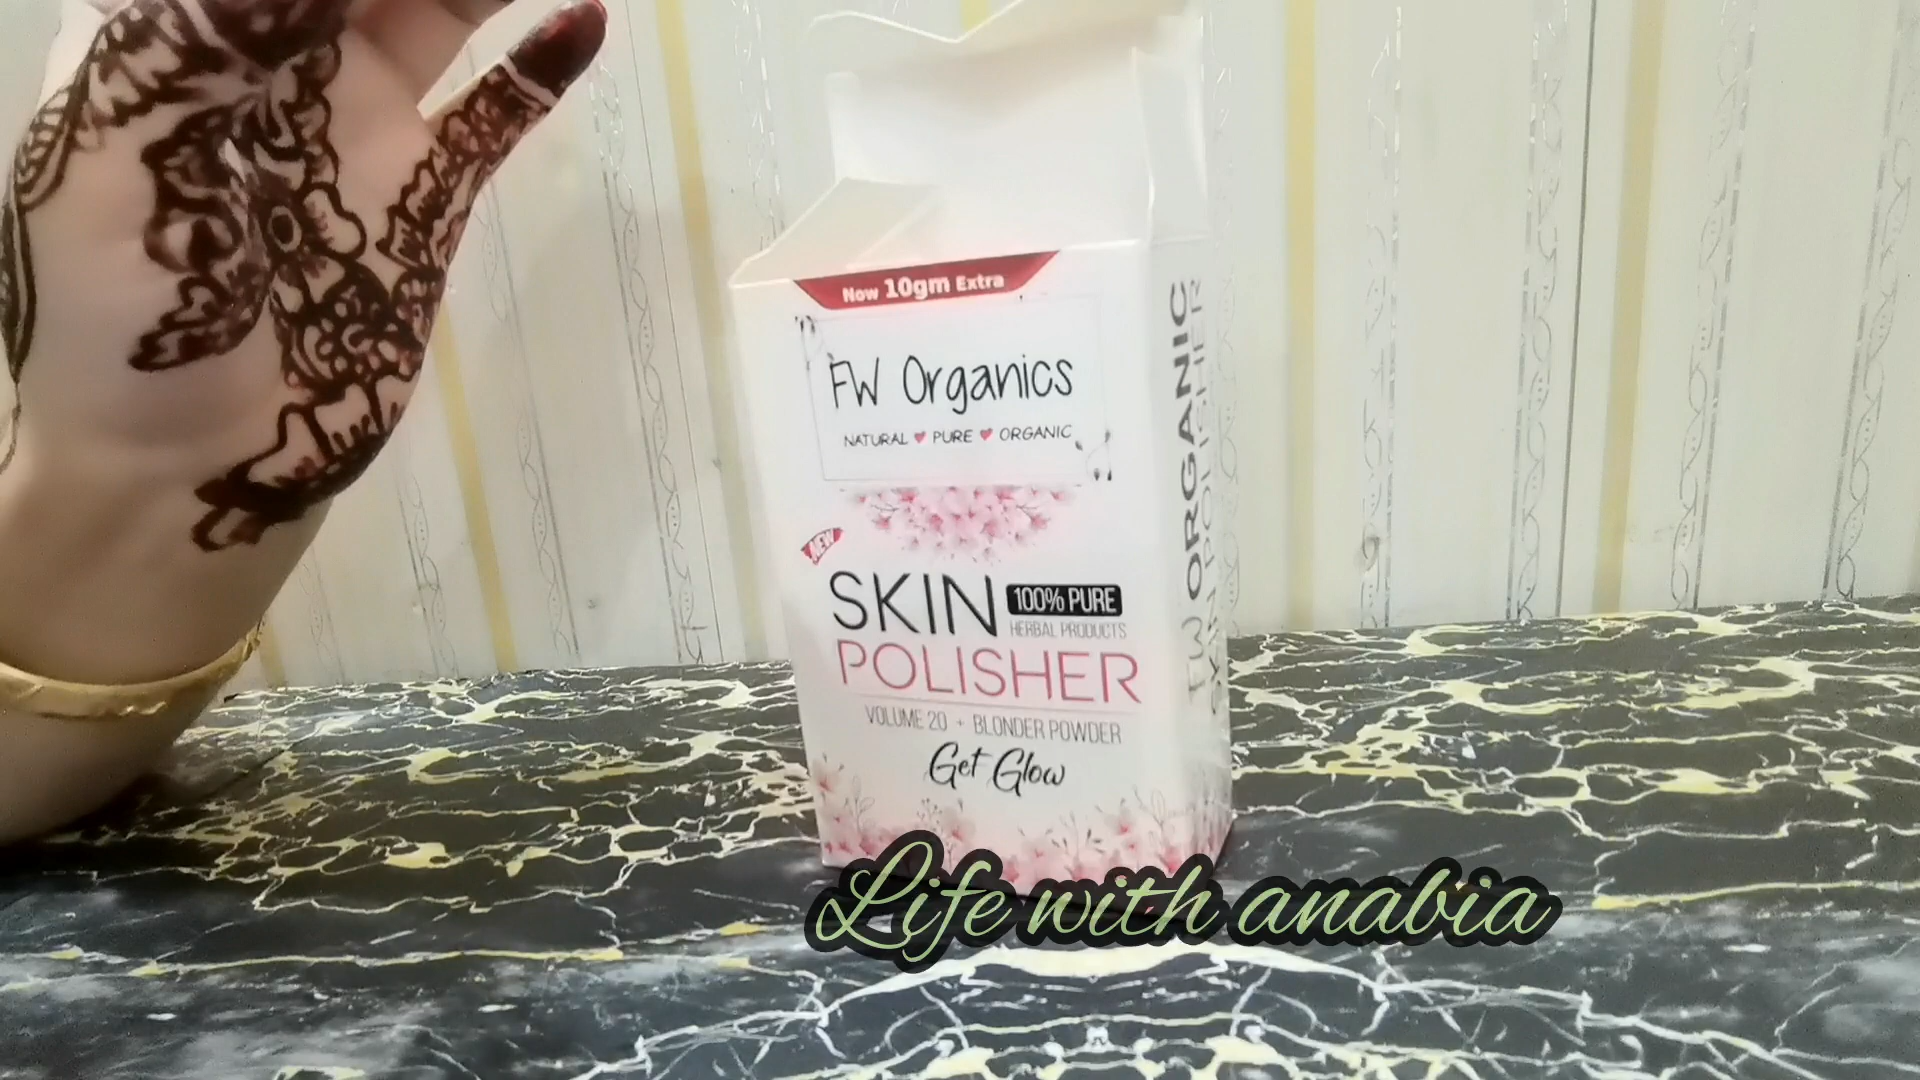 Now 10gm Extra
FW Organics
NATURAL ♥ PURE ♥ ORGANIC
NEW
SKIN
100% PURE
HERBAL PRODUCTS
POLISHER
VOLUME 20 + BLONDER POWDER
Get Glow
FW ORGANIC
SKIN POLISHER
Life with anabia